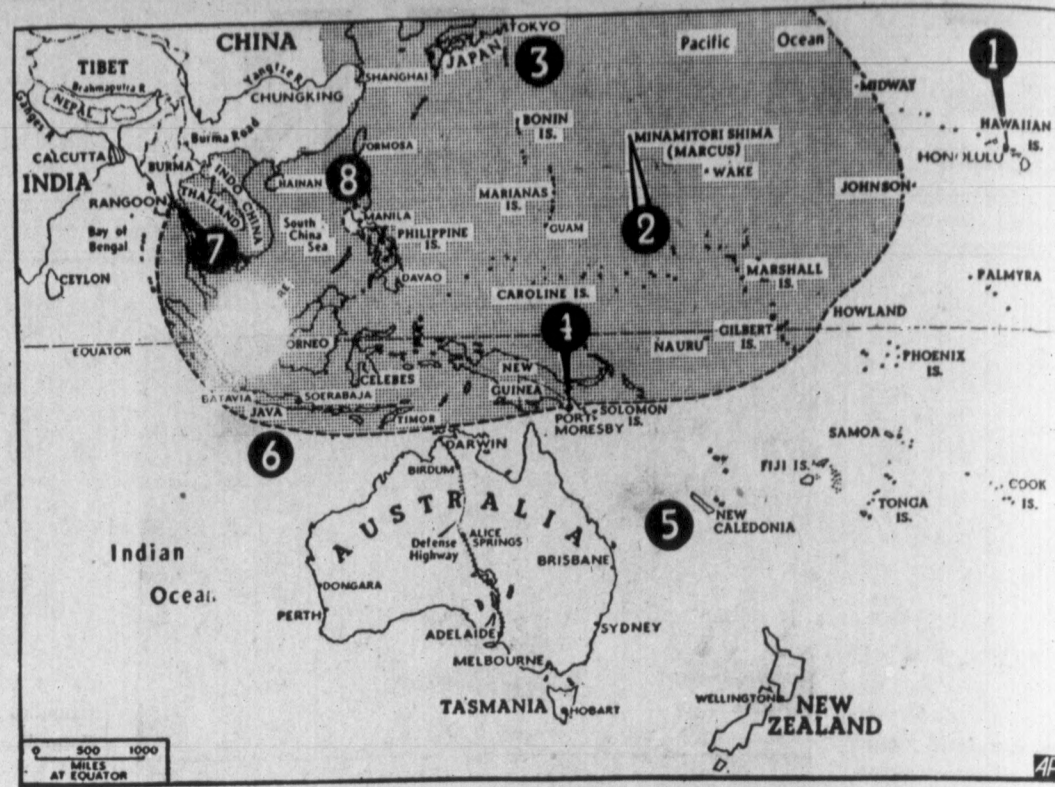 CHINA
TIBET
Brahmaputra R
NEPAL
Ganges R
Yangtze R
CHUNGKING
Burma Road
CALCUTTA
INDIA
BURMA
RANGOON
INDO CHINA
THAILAND
Bay of
Bengal
CEYLON
HAINAN
South
China
Sea
SHANGHAI
TOKYO
JAPAN
3
Pacific Ocean
1
MIDWAY
HAWAIIAN
IS.
HONOLULU
BONIN
IS.
MINAMITORI SHIMA
(MARCUS)
WAKE
JOHNSON
ORMOSA
8
MANILA
PHILIPPINE
IS.
DAVAO
MARIANAS
IS.
GUAM
2
7
MARSHALL
IS.
PALMYRA
CAROLINE IS.
4
HOWLAND
GILBERT
IS.
NAURU
EQUATOR
ORNEO
CELEBES
NEW
GUINEA
PHOENIX
IS.
BATAVIA
JAVA
SOERABAJA
TIMOR
PORT
MORESBY
SOLOMON
IS.
6
DARWIN
BIRDUM
SAMOA
FIJI IS.
TONGA
IS.
COOK
IS.
5
NEW
CALEDONIA
AUSTRALIA
Defense
Highway
ALICE
SPRINGS
BRISBANE
Indian
Ocean
DONGARA
PERTH
ADELAIDE
SYDNEY
MELBOURNE
TASMANIA
HOBART
WELLINGTON
NEW
ZEALAND
0 500 1000
MILES
AT EQUATOR
AP